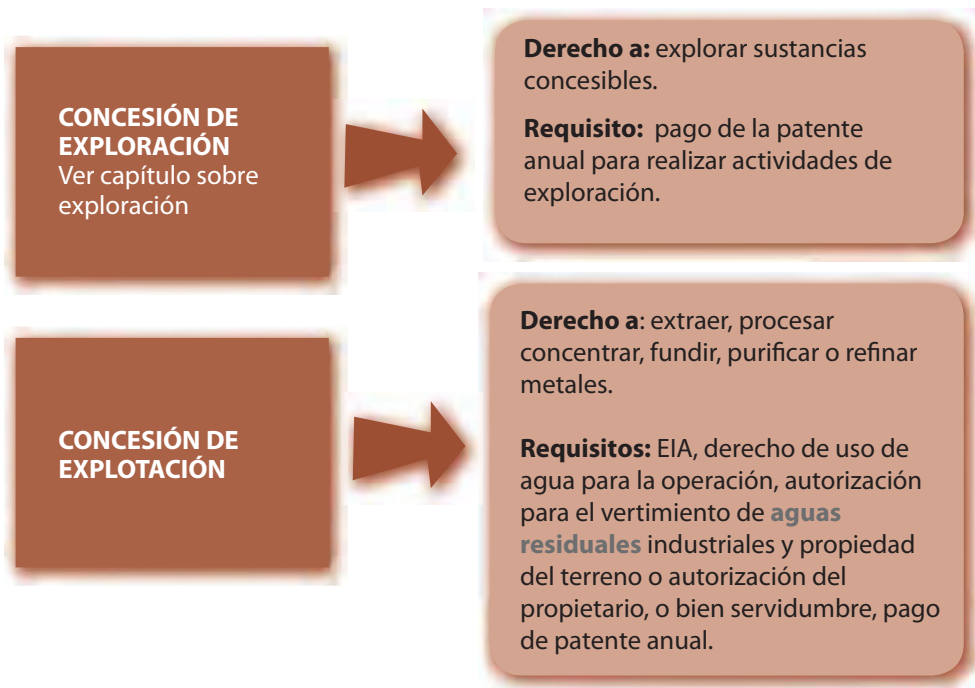 CONCESIÓN DE
EXPLORACIÓN
Ver capítulo sobre
exploración
Derecho a: explorar sustancias
concesibles.
Requisito: pago de la patente
anual para realizar actividades de
exploración.
CONCESIÓN DE
EXPLOTACIÓN
Derecho a: extraer, procesar
concentrar, fundir, purificar o refinar
metales.
Requisitos: EIA, derecho de uso de
agua para la operación, autorización
para el vertimiento de aguas
residuales industriales y propiedad
del terreno o autorización del
propietario, o bien servidumbre, pago
de patente anual.